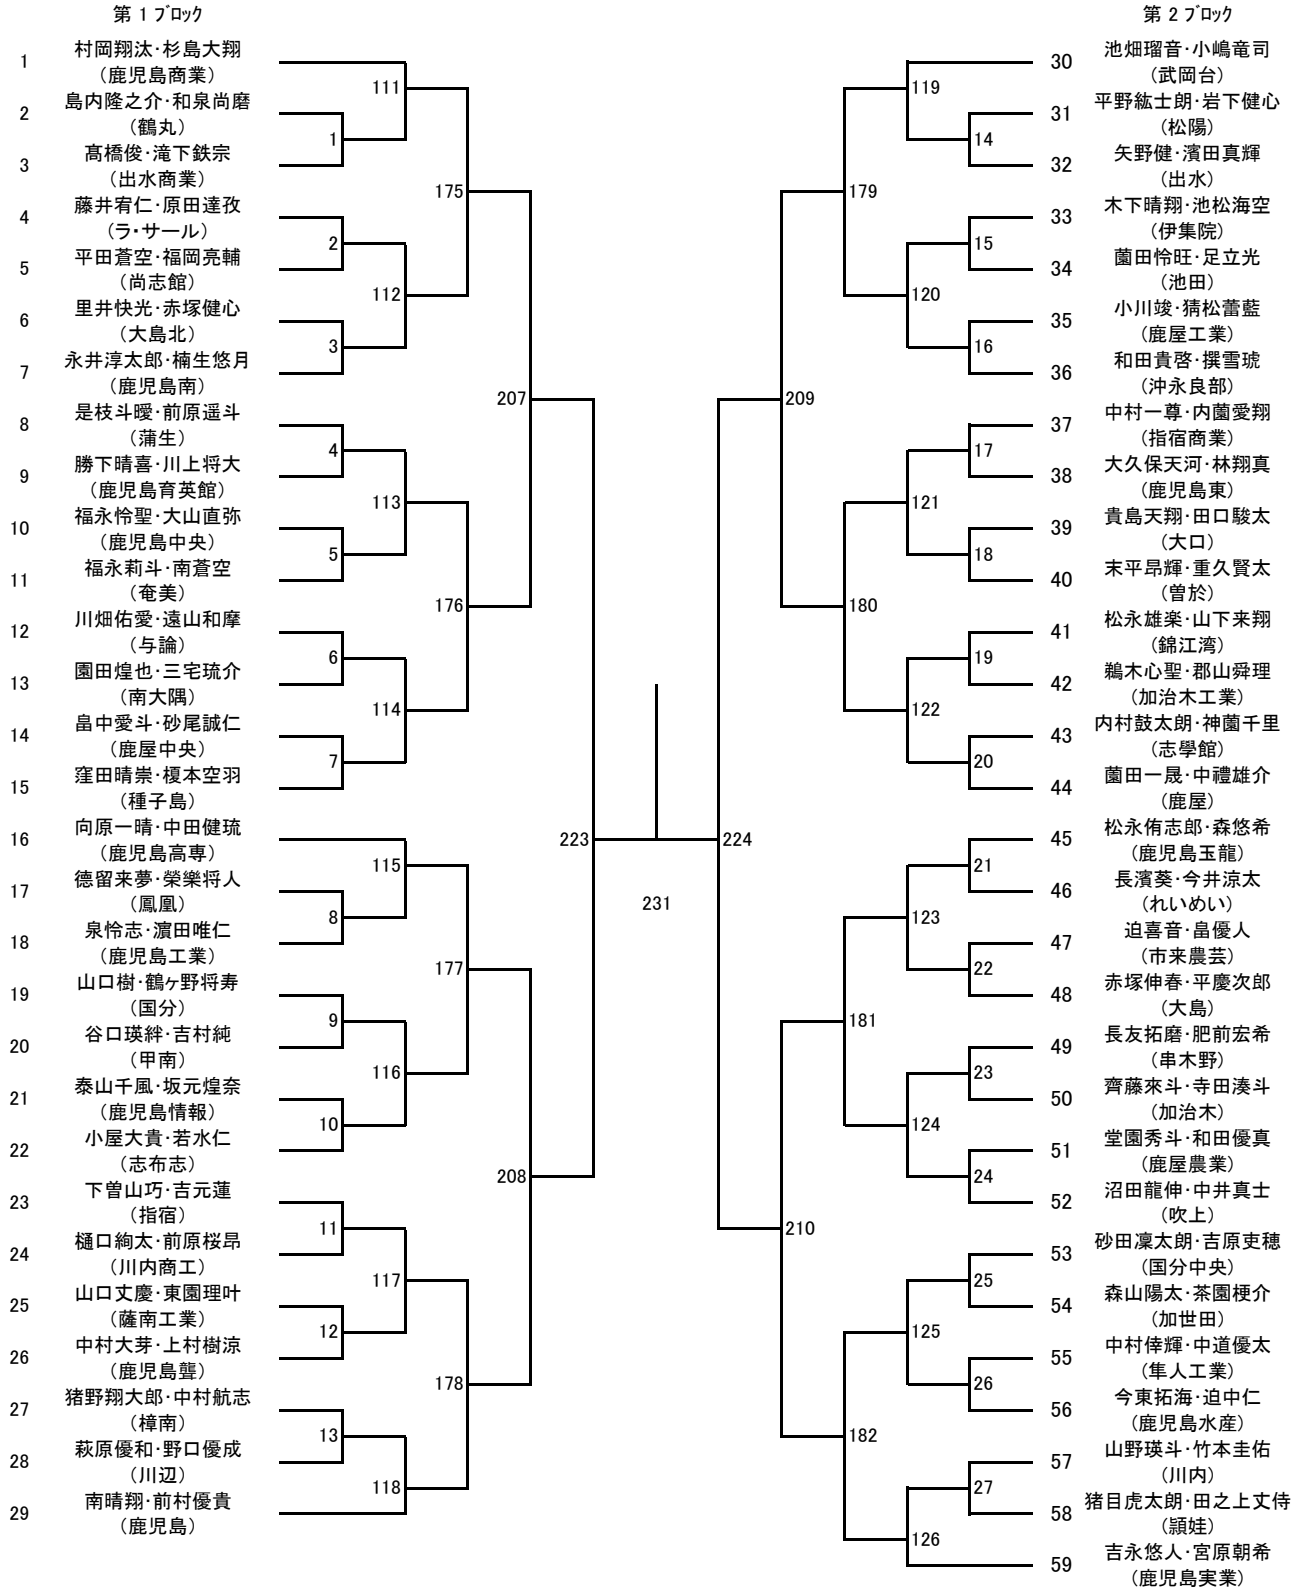 第１ブロック
1
村岡翔汰・杉島大翔
（鹿児島商業）
2
島内隆之介・和泉尚磨
（鶴丸）
3
髙橋俊・滝下鉄宗
（出水商業）
4
藤井宥仁・原田達孜
（ラ・サール）
5
平田蒼空・福岡亮輔
（尚志館）
6
里井快光・赤塚健心
（大島北）
7
永井淳太郎・楠生悠月
（鹿児島南）
8
是枝斗曖・前原遥斗
（蒲生）
9
勝下晴喜・川上将大
（鹿児島育英館）
10
福永怜聖・大山直弥
（鹿児島中央）
11
福永莉斗・南蒼空
（奄美）
12
川畑佑愛・遠山和摩
（与論）
13
園田煌也・三宅琉介
（南大隅）
14
畠中愛斗・砂尾誠仁
（鹿屋中央）
15
窪田晴崇・榎本空羽
（種子島）
16
向原一晴・中田健琉
（鹿児島高専）
17
德留来夢・榮樂将人
（鳳凰）
18
泉怜志・濵田唯仁
（鹿児島工業）
19
山口樹・鶴ヶ野将寿
（国分）
20
谷口瑛絆・吉村純
（甲南）
21
泰山千風・坂元煌奈
（鹿児島情報）
22
小屋大貴・若水仁
（志布志）
23
下曽山巧・吉元蓮
（指宿）
24
樋口絢太・前原桜昂
（川内商工）
25
山口丈慶・東園理叶
（薩南工業）
26
中村大芽・上村樹涼
（鹿児島聾）
27
猪野翔大郎・中村航志
（樟南）
28
萩原優和・野口優成
（川辺）
29
南晴翔・前村優貴
（鹿児島）
1
2
3
4
5
6
7
8
9
10
11
12
13
111
112
113
114
115
116
117
118
175
176
177
178
207
208
223
231
224
209
210
179
180
181
182
119
120
121
122
123
124
125
126
14
15
16
17
18
19
20
21
22
23
24
25
26
27
第２ブロック
30
池畑瑠音・小嶋竜司
（武岡台）
31
平野紘士朗・岩下健心
（松陽）
32
矢野健・濱田真輝
（出水）
33
木下晴翔・池松海空
（伊集院）
34
薗田怜旺・足立光
（池田）
35
小川竣・猜松蕾藍
（鹿屋工業）
36
和田貴啓・撰雪琥
（沖永良部）
37
中村一尊・内薗愛翔
（指宿商業）
38
大久保天河・林翔真
（鹿児島東）
39
貴島天翔・田口駿太
（大口）
40
末平昂輝・重久賢太
（曽於）
41
松永雄楽・山下来翔
（錦江湾）
42
鵜木心聖・郡山舜理
（加治木工業）
43
内村鼓太朗・神薗千里
（志學館）
44
薗田一晟・中禮雄介
（鹿屋）
45
松永侑志郎・森悠希
（鹿児島玉龍）
46
長濱葵・今井涼太
（れいめい）
47
迫喜音・畠優人
（市来農芸）
48
赤塚伸春・平慶次郎
（大島）
49
長友拓磨・肥前宏希
（串木野）
50
齊藤來斗・寺田湊斗
（加治木）
51
堂園秀斗・和田優真
（鹿屋農業）
52
沼田龍伸・中井真士
（吹上）
53
砂田凜太朗・吉原吏穂
（国分中央）
54
森山陽太・茶園梗介
（加世田）
55
中村倖輝・中道優太
（隼人工業）
56
今東拓海・迫中仁
（鹿児島水産）
57
山野瑛斗・竹本圭佑
（川内）
58
猪目虎太朗・田之上丈侍
（頴娃）
59
吉永悠人・宮原朝希
（鹿児島実業）